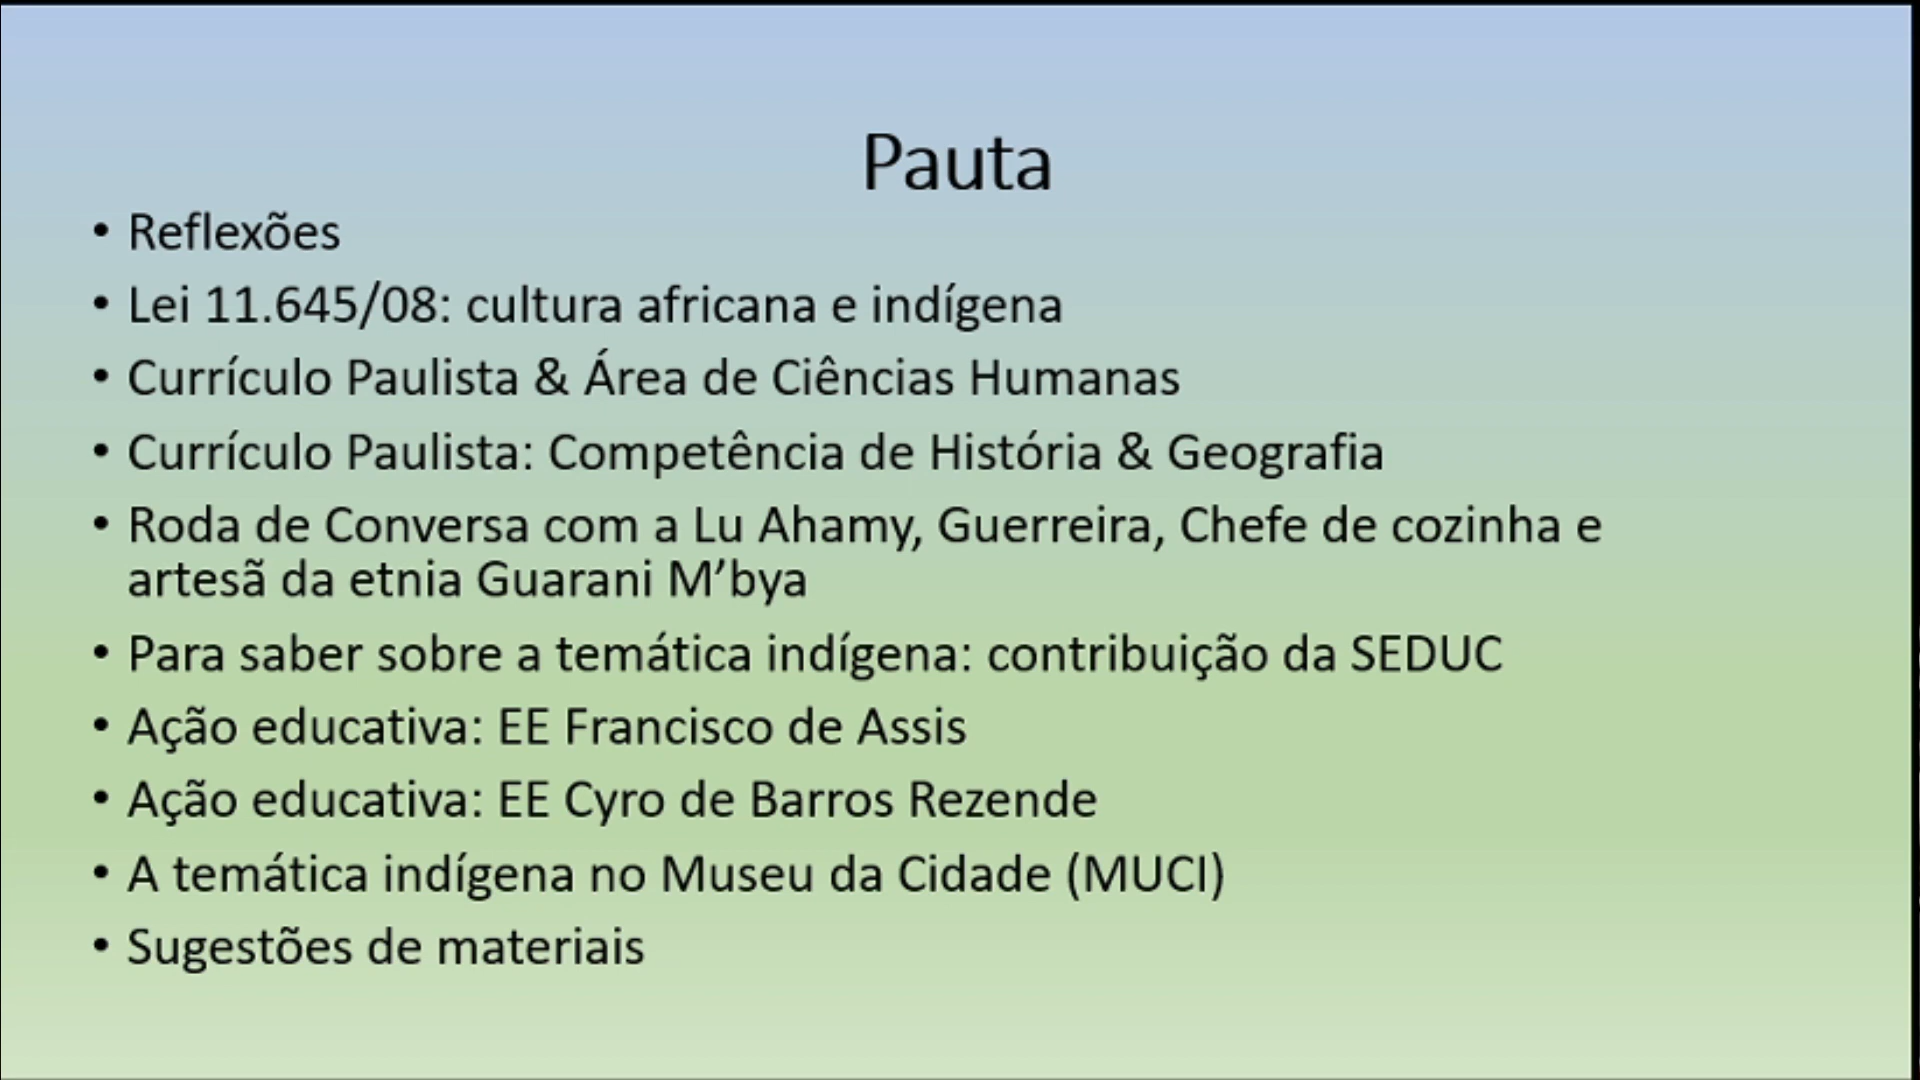 Pauta
• Reflexões
• Lei 11.645/08: cultura africana e indígena
• Currículo Paulista & Área de Ciências Humanas
• Currículo Paulista: Competência de História & Geografia
• Roda de Conversa com a Lu Ahamy, Guerreira, Chefe de cozinha e
artesã da etnia Guarani M’bya
• Para saber sobre a temática indígena: contribuição da SEDUC
• Ação educativa: EE Francisco de Assis
• Ação educativa: EE Cyro de Barros Rezende
• A temática indígena no Museu da Cidade (MUCI)
• Sugestões de materiais